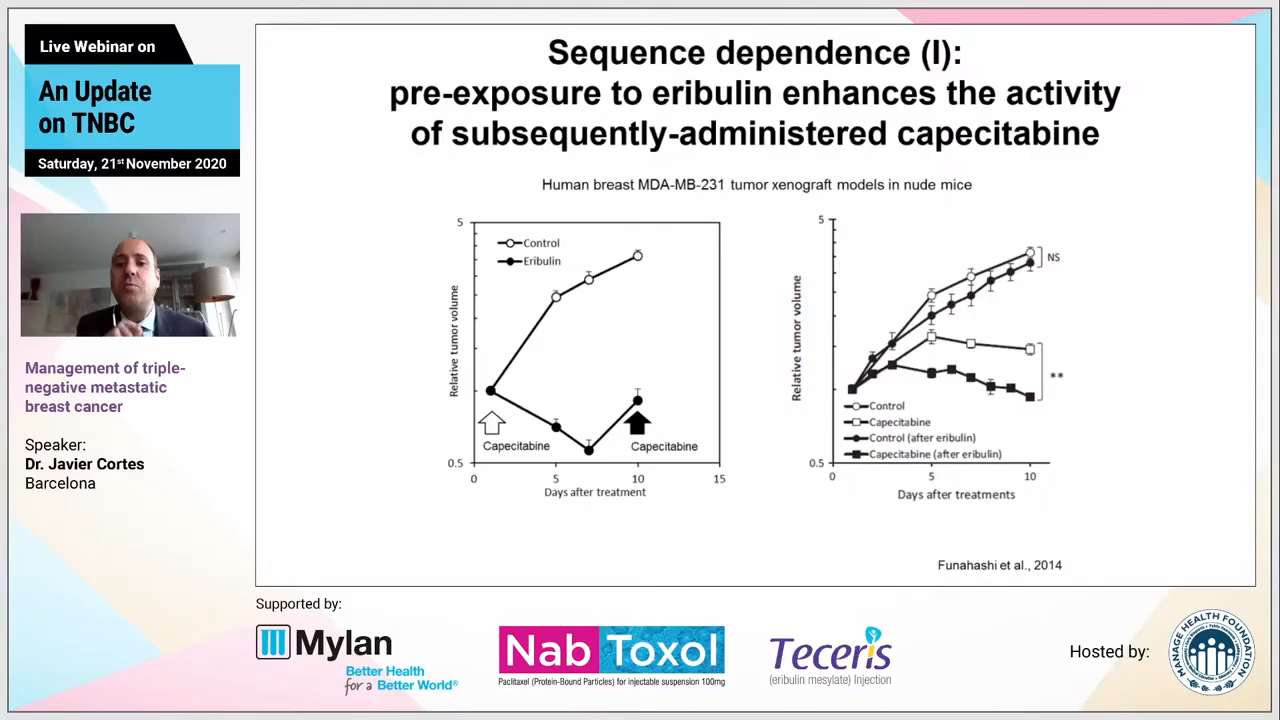 Live Webinar on
An Update
on TNBC
Saturday, 21st November 2020
Management of triple-
negative metastatic
breast cancer
Speaker:
Dr. Javier Cortes
Barcelona
Sequence dependence (I):
pre-exposure to eribulin enhances the activity
of subsequently-administered capecitabine
Human breast MDA-MB-231 tumor xenograft models in nude mice
5
Control
Eribulin
Relative tumor volume
Capecitabine
Capecitabine
0.5
0
5
10
15
Days after treatment
5
NS
**
Relative tumor volume
Control
Capecitabine
Control (after eribulin)
Capecitabine (after eribulin)
0.5
0
5
10
Days after treatments
Funahashi et al., 2014
Supported by:
Mylan
Better Health
for a Better World®
Nab Toxol
Paclitaxel (Protein-Bound Particles) for injectable suspension 100mg
Teceris
(eribulin mesylate) Injection
Hosted by:
MANAGE HEALTH FOUNDATION